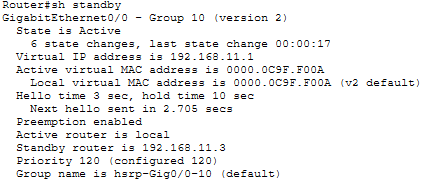 Router#sh standby
GigabitEthernet0/0 - Group 10 (version 2)
State is Active
6 state changes, last state change 00:00:17
Virtual IP address is 192.168.11.1
Active virtual MAC address is 0000.0C9F.F00A
Local virtual MAC address is 0000.0C9F.F00A (v2 default)
Hello time 3 sec, hold time 10 sec
Next hello sent in 2.705 secs
Preemption enabled
Active router is local
Standby router is 192.168.11.3
Priority 120 (configured 120)
Group name is hsrp-Gig0/0-10 (default)